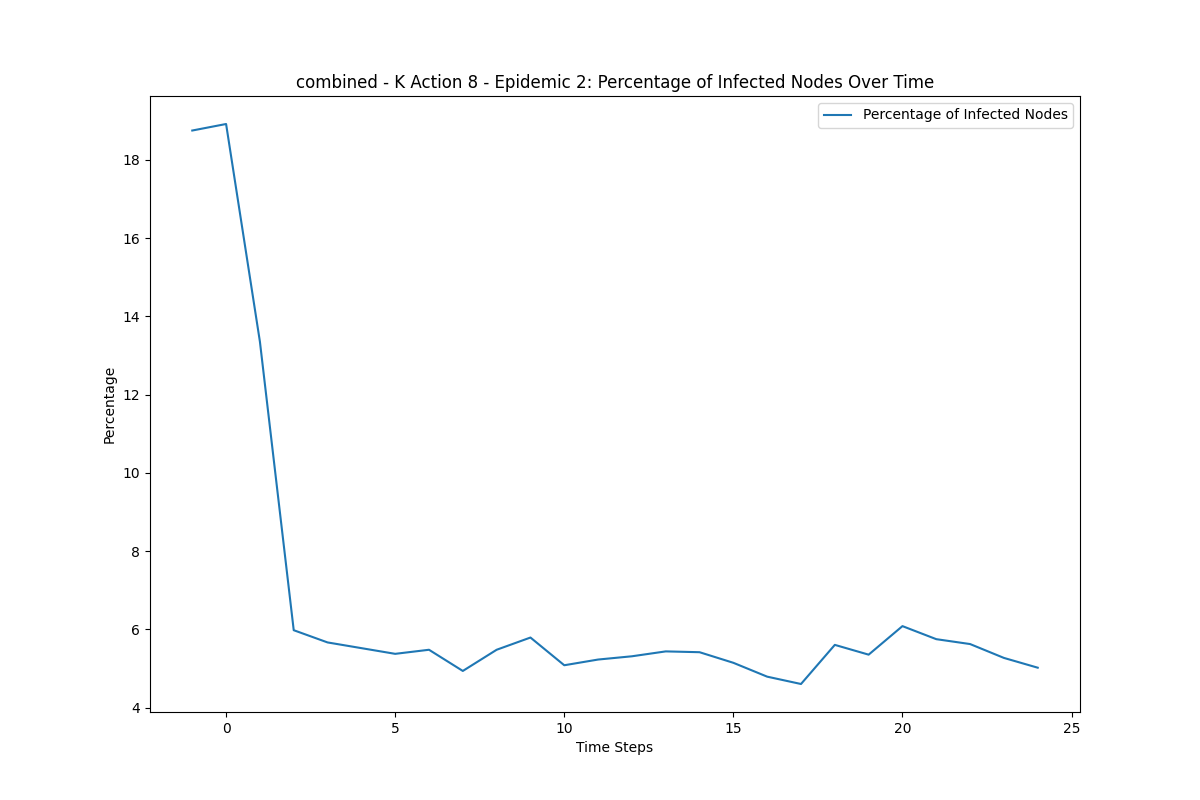 combined - K Action 8 - Epidemic 2: Percentage of Infected Nodes Over Time
Percentage of Infected Nodes
18
16
14
12
10
8
6
4
Percentage
0 5 10 15 20 25
Time Steps